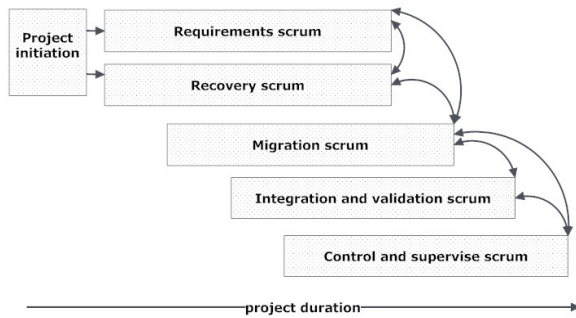 Project
initiation
Requirements scrum
Recovery scrum
Migration scrum
Integration and validation scrum
Control and supervise scrum
project duration